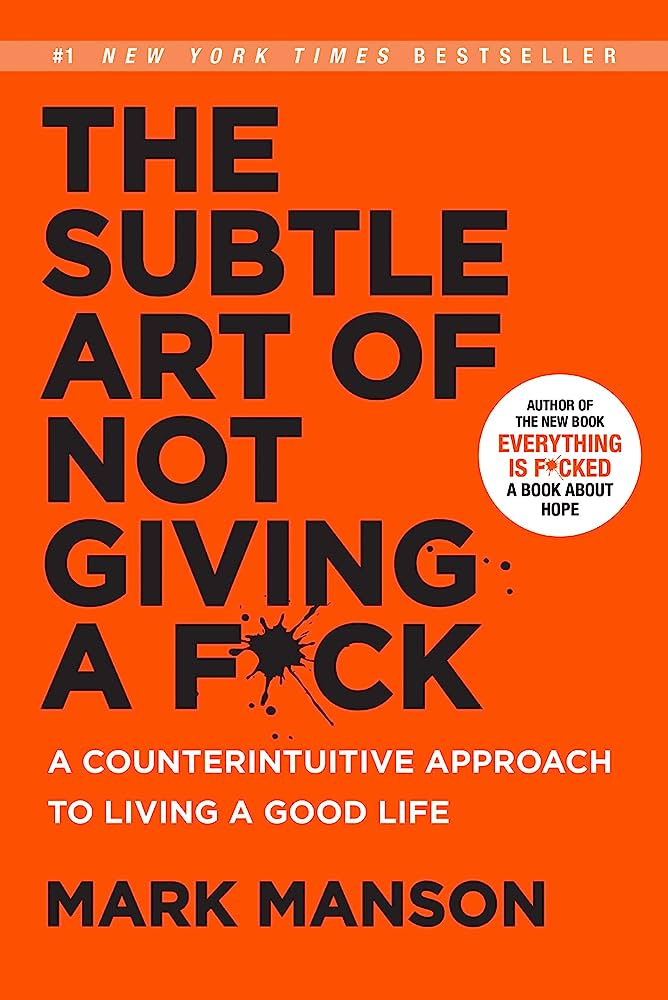 #1 NEW YORK TIMES BESTSELLER
THE
SUBTLE
ART OF
NOT
GIVING
A F*CK
AUTHOR OF
THE NEW BOOK
EVERYTHING
IS F*CKED
A BOOK ABOUT
HOPE
A COUNTERINTUITIVE APPROACH
TO LIVING A GOOD LIFE
MARK MANSON